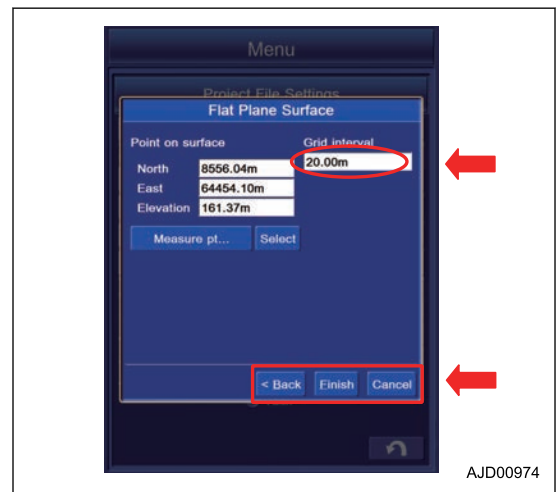 Menu
Project File Settings
Flat Plane Surface
Point on surface Grid interval
North 8556.04m 20.00m
East 64454.10m
Elevation 161.37m
Measure pt... Select
< Back Finish Cancel
AJD00974